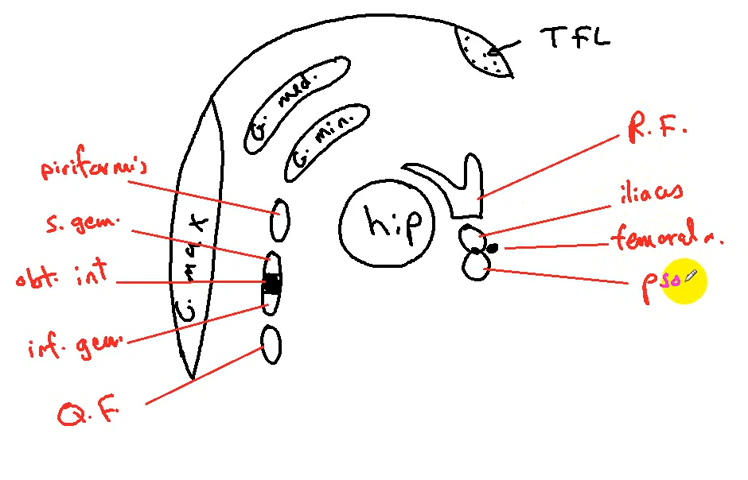 TFL
G. med.
G. min.
R.F.
piriformis
iliacus
s. gem.
hip
femoral n.
G. max
obt. int
pso
inf. gem.
Q.F.